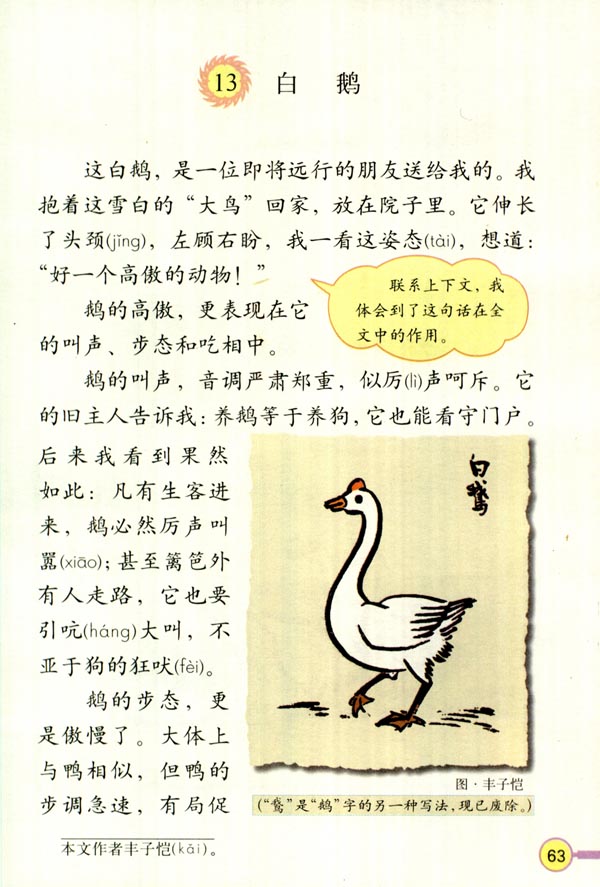 13 白 鹅
这白鹅，是一位即将远行的朋友送给我的。我
抱着这雪白的“大鸟”回家，放在院子里。它伸长
了头颈(jǐng)，左顾右盼，我一看这姿态(tài)，想道：
“好一个高傲的动物！”
联系上下文，我
体会到了这句话在全
文中的作用。
鹅的高傲，更表现在它
的叫声、步态和吃相中。
鹅的叫声，音调严肃郑重，似厉(lì)声呵斥。它
的旧主人告诉我：养鹅等于养狗，它也能看守门户。
后来我看到果然
如此：凡有生客进
来，鹅必然厉声叫
嚣(xiāo)；甚至篱笆外
有人走路，它也要
引吭(háng)大叫，不
亚于狗的狂吠(fèi)。
鹅的步态，更
是傲慢了。大体上
与鸭相似，但鸭的
步调急速，有局促
白鵞
图·丰子恺
(“鵞”是“鹅”字的另一种写法，现已废除。)
本文作者丰子恺(kǎi)。
63